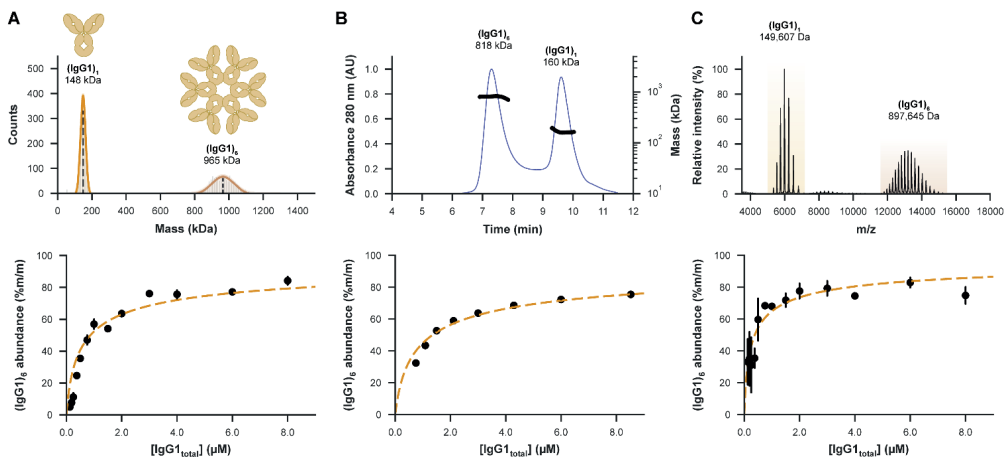 A
(IgG1)1
148 kDa
(IgG1)6
965 kDa
500
400
300
200
100
0
Counts
0 200 400 600 800 1000 1200 1400
Mass (kDa)
B
(IgG1)6
818 kDa
(IgG1)1
160 kDa
1.0
0.8
0.6
0.4
0.2
0.0
Absorbance 280 nm (AU)
10³
10²
10¹
Mass (kDa)
4 5 6 7 8 9 10 11 12
Time (min)
C
(IgG1)1
149,607 Da
(IgG1)6
897,645 Da
100
80
60
40
20
0
Relative intensity (%)
4000 6000 8000 10000 12000 14000 16000 18000
m/z
100
80
60
40
20
0
(IgG1)6 abundance (%m/m)
0.0 2.0 4.0 6.0 8.0
[IgG1total] (µM)
100
80
60
40
20
0
(IgG1)6 abundance (%m/m)
0.0 2.0 4.0 6.0 8.0
[IgG1total] (µM)
100
80
60
40
20
0
(IgG1)6 abundance (%m/m)
0.0 2.0 4.0 6.0 8.0
[IgG1total] (µM)